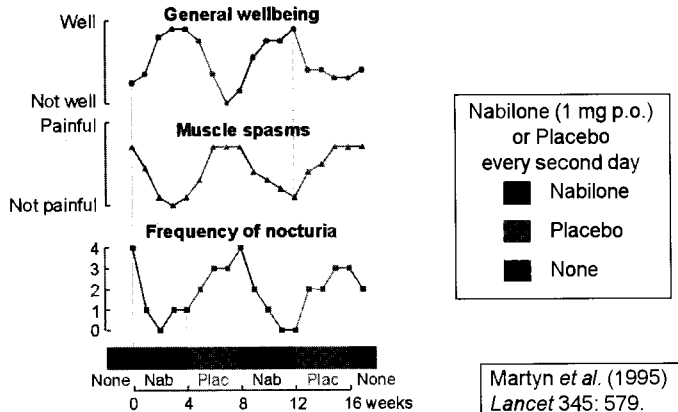 General wellbeing
Well
Not well
Muscle spasms
Painful
Not painful
Frequency of nocturia
4
3
2
1
0
None Nab Plac Nab Plac None
0 4 8 12 16 weeks
Nabilone (1 mg p.o.)
or Placebo
every second day
Nabilone
Placebo
None
Martyn et al. (1995)
Lancet 345: 579.